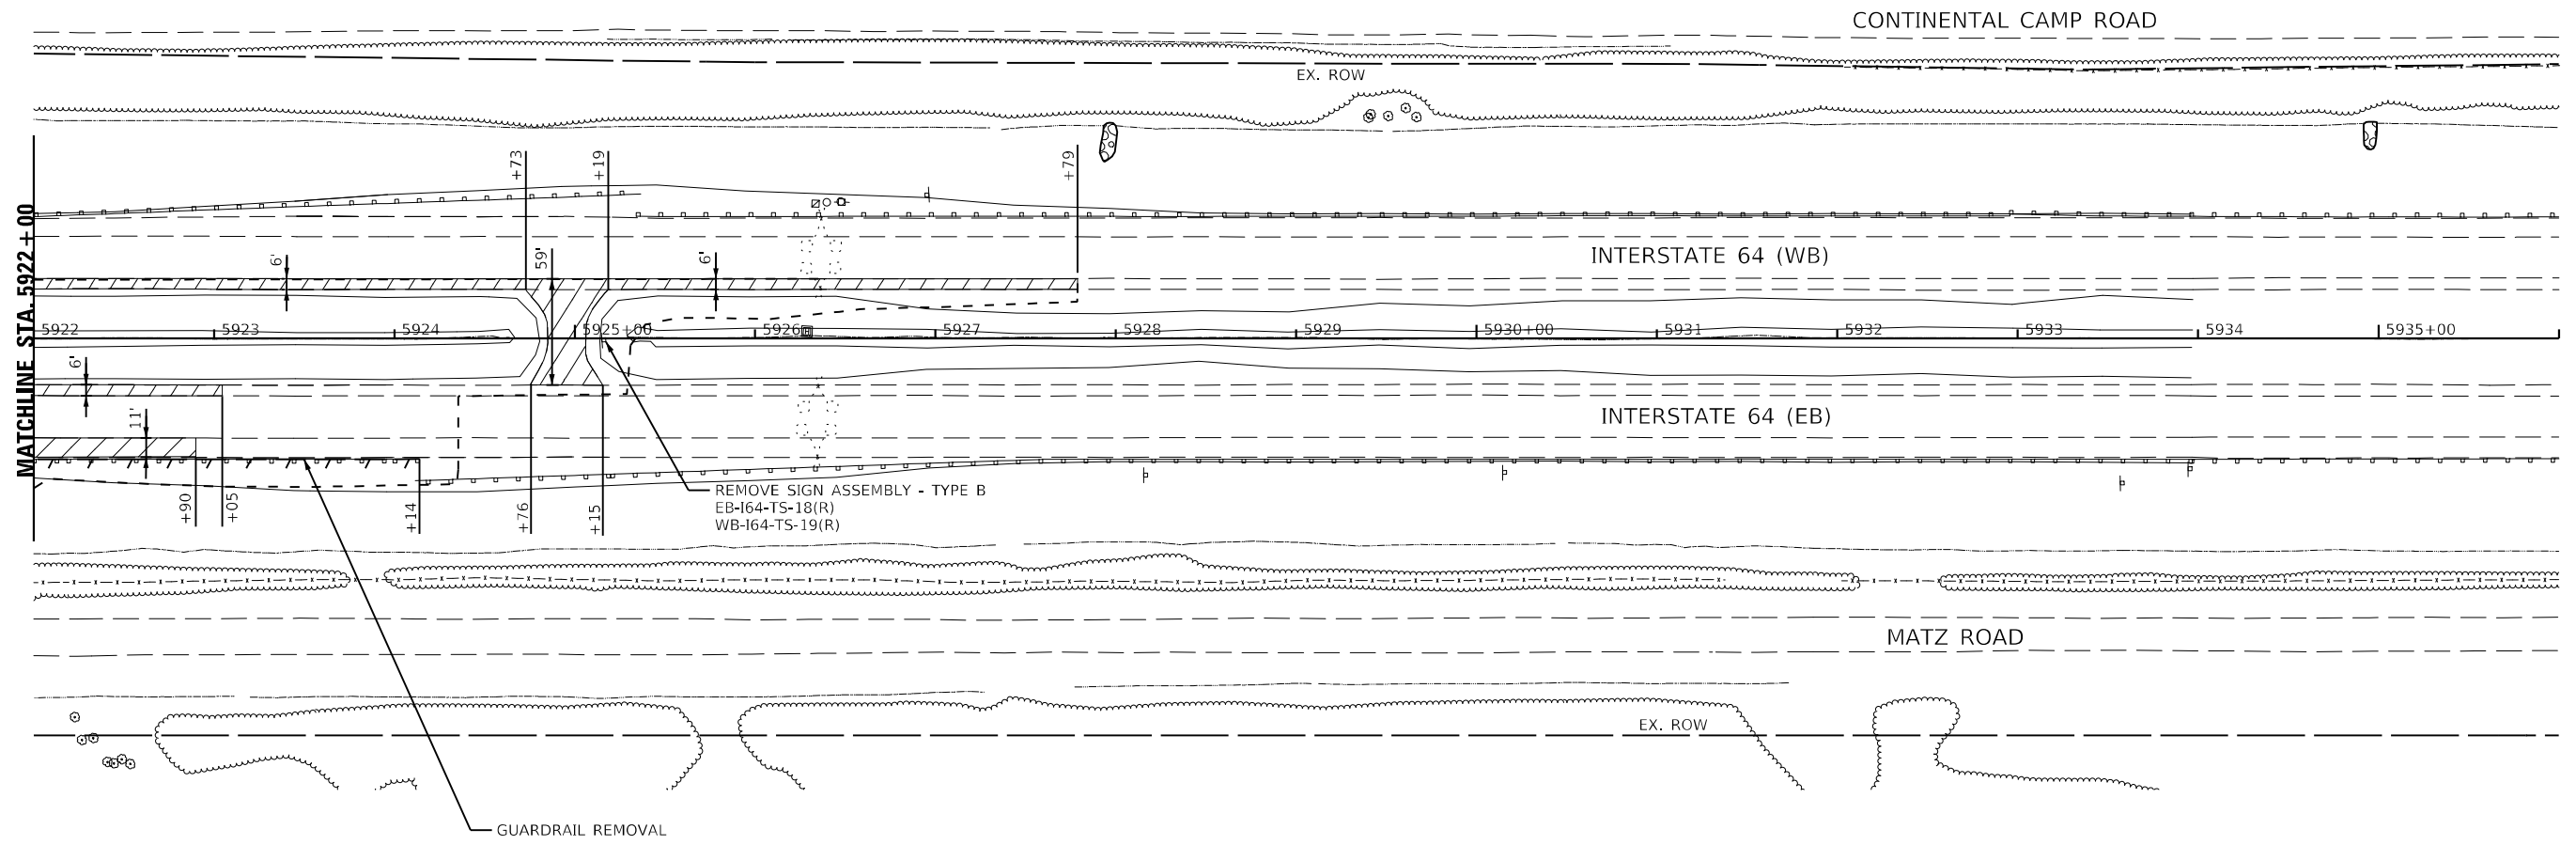 CONTINENTAL CAMP ROAD
EX. ROW
+73
+19
+79
MATCHLINE STA. 5922+00
6'
59'
6'
INTERSTATE 64 (WB)
5922
5923
5924
5925+00
5926
5927
5928
5929
5930+00
5931
5932
5933
5934
5935+00
6'
11'
INTERSTATE 64 (EB)
+90
+05
+14
+76
+15
REMOVE SIGN ASSEMBLY - TYPE B
EB-I64-TS-18(R)
WB-I64-TS-19(R)
MATZ ROAD
EX. ROW
GUARDRAIL REMOVAL